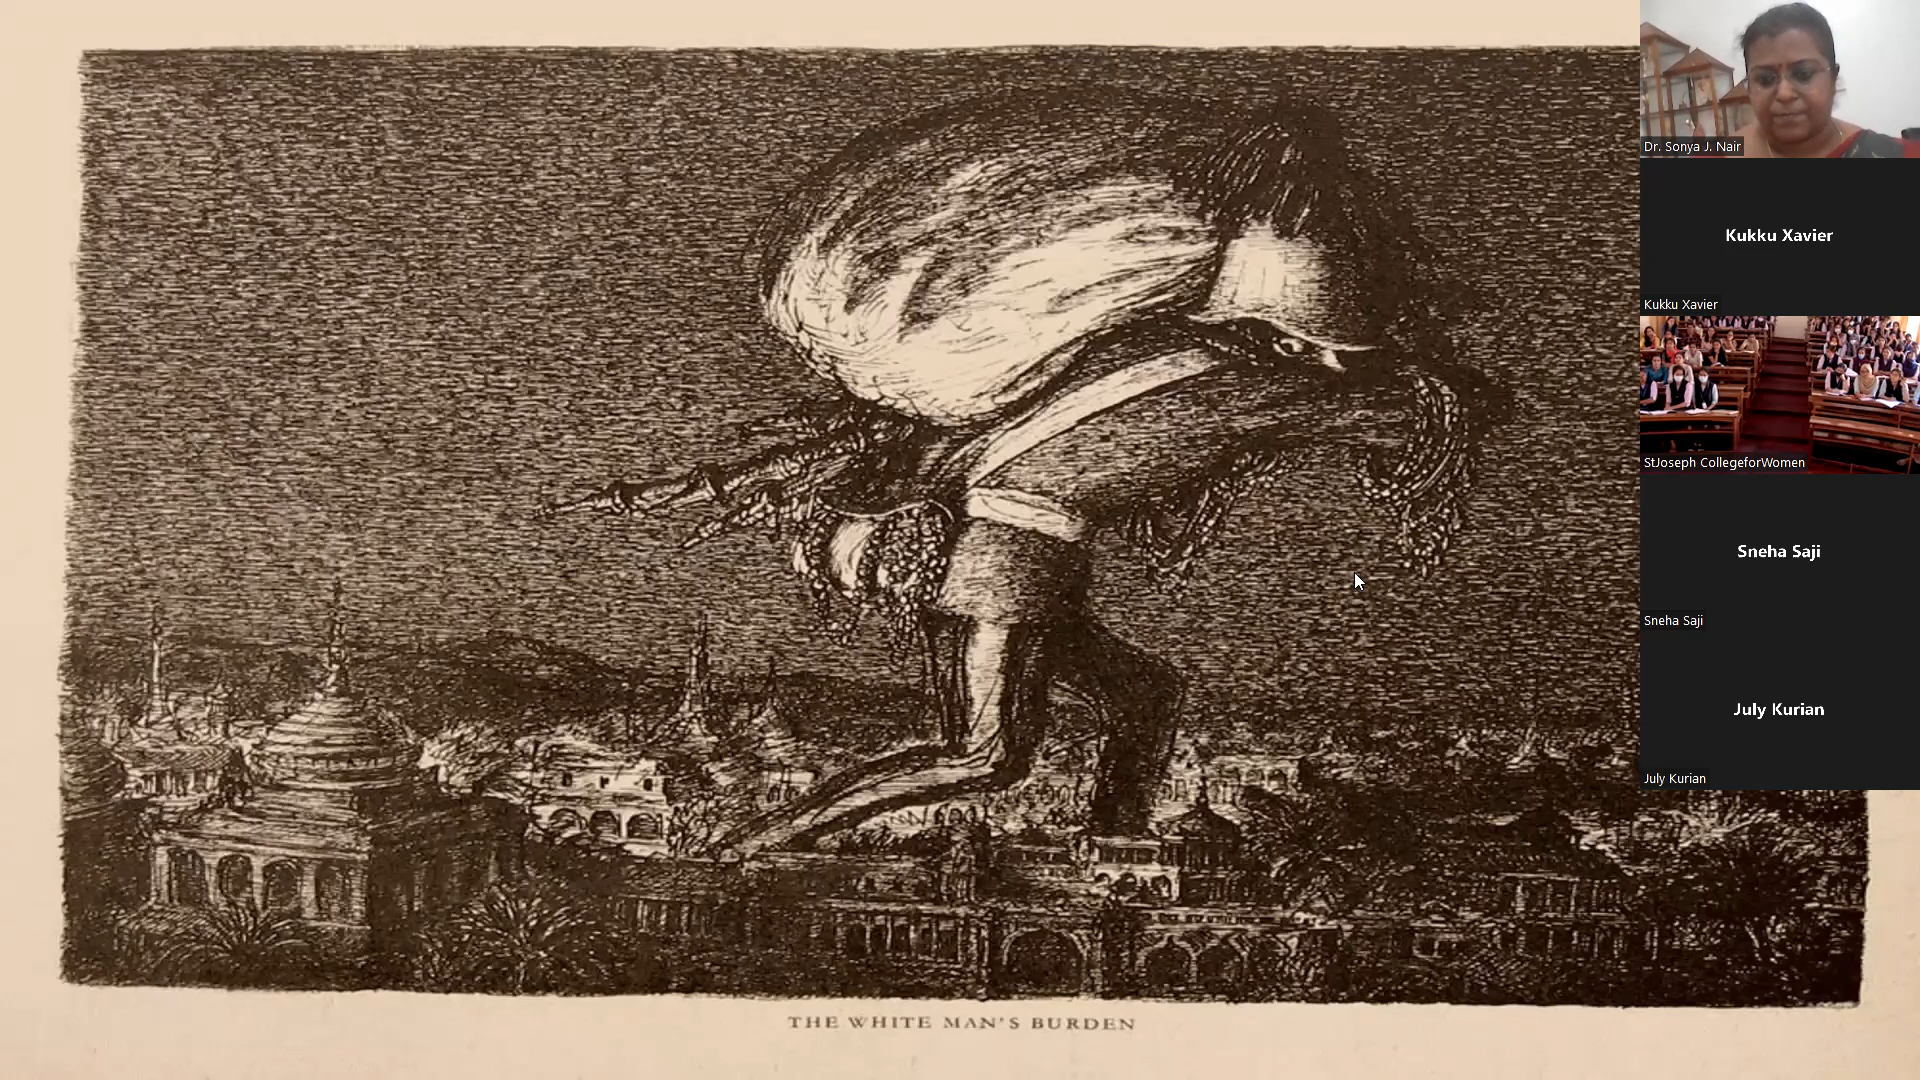 THE WHITE MAN'S BURDEN
Dr. Sonya J. Nair
Kukku Xavier
Kukku Xavier
StJoseph CollegeforWomen
Sneha Saji
Sneha Saji
July Kurian
July Kurian